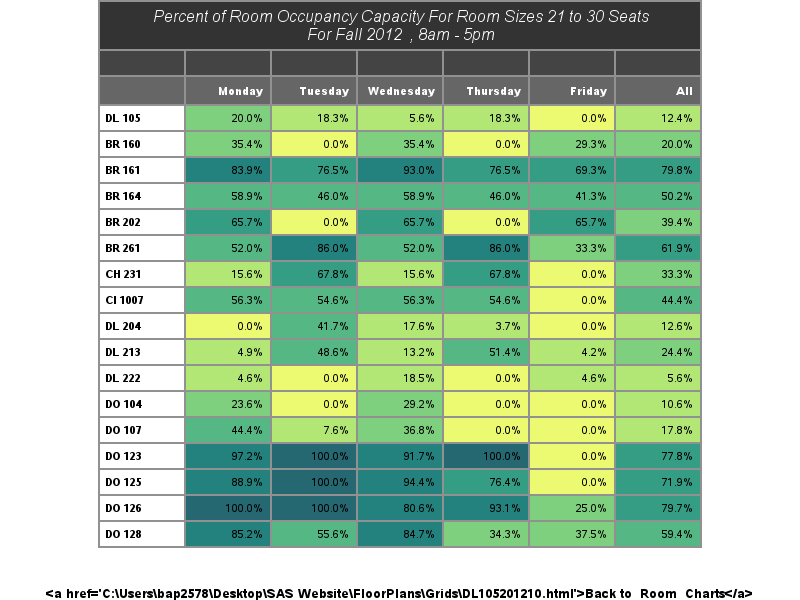 Percent of Room Occupancy Capacity For Room Sizes 21 to 30 Seats
For Fall 2012 , 8am - 5pm
Monday Tuesday Wednesday Thursday Friday All
DL 105 20.0% 18.3% 5.6% 18.3% 0.0% 12.4%
BR 160 35.4% 0.0% 35.4% 0.0% 29.3% 20.0%
BR 161 83.9% 76.5% 93.0% 76.5% 69.3% 79.8%
BR 164 58.9% 46.0% 58.9% 46.0% 41.3% 50.2%
BR 202 65.7% 0.0% 65.7% 0.0% 65.7% 39.4%
BR 261 52.0% 86.0% 52.0% 86.0% 33.3% 61.9%
CH 231 15.6% 67.8% 15.6% 67.8% 0.0% 33.3%
CI 1007 56.3% 54.6% 56.3% 54.6% 0.0% 44.4%
DL 204 0.0% 41.7% 17.6% 3.7% 0.0% 12.6%
DL 213 4.9% 48.6% 13.2% 51.4% 4.2% 24.4%
DL 222 4.6% 0.0% 18.5% 0.0% 4.6% 5.6%
DO 104 23.6% 0.0% 29.2% 0.0% 0.0% 10.6%
DO 107 44.4% 7.6% 36.8% 0.0% 0.0% 17.8%
DO 123 97.2% 100.0% 91.7% 100.0% 0.0% 77.8%
DO 125 88.9% 100.0% 94.4% 76.4% 0.0% 71.9%
DO 126 100.0% 100.0% 80.6% 93.1% 25.0% 79.7%
DO 128 85.2% 55.6% 84.7% 34.3% 37.5% 59.4%
<a href='C:\Users\bap2578\Desktop\SAS Website\FloorPlans\Grids\DL105201210.html'>Back to Room Charts</a>